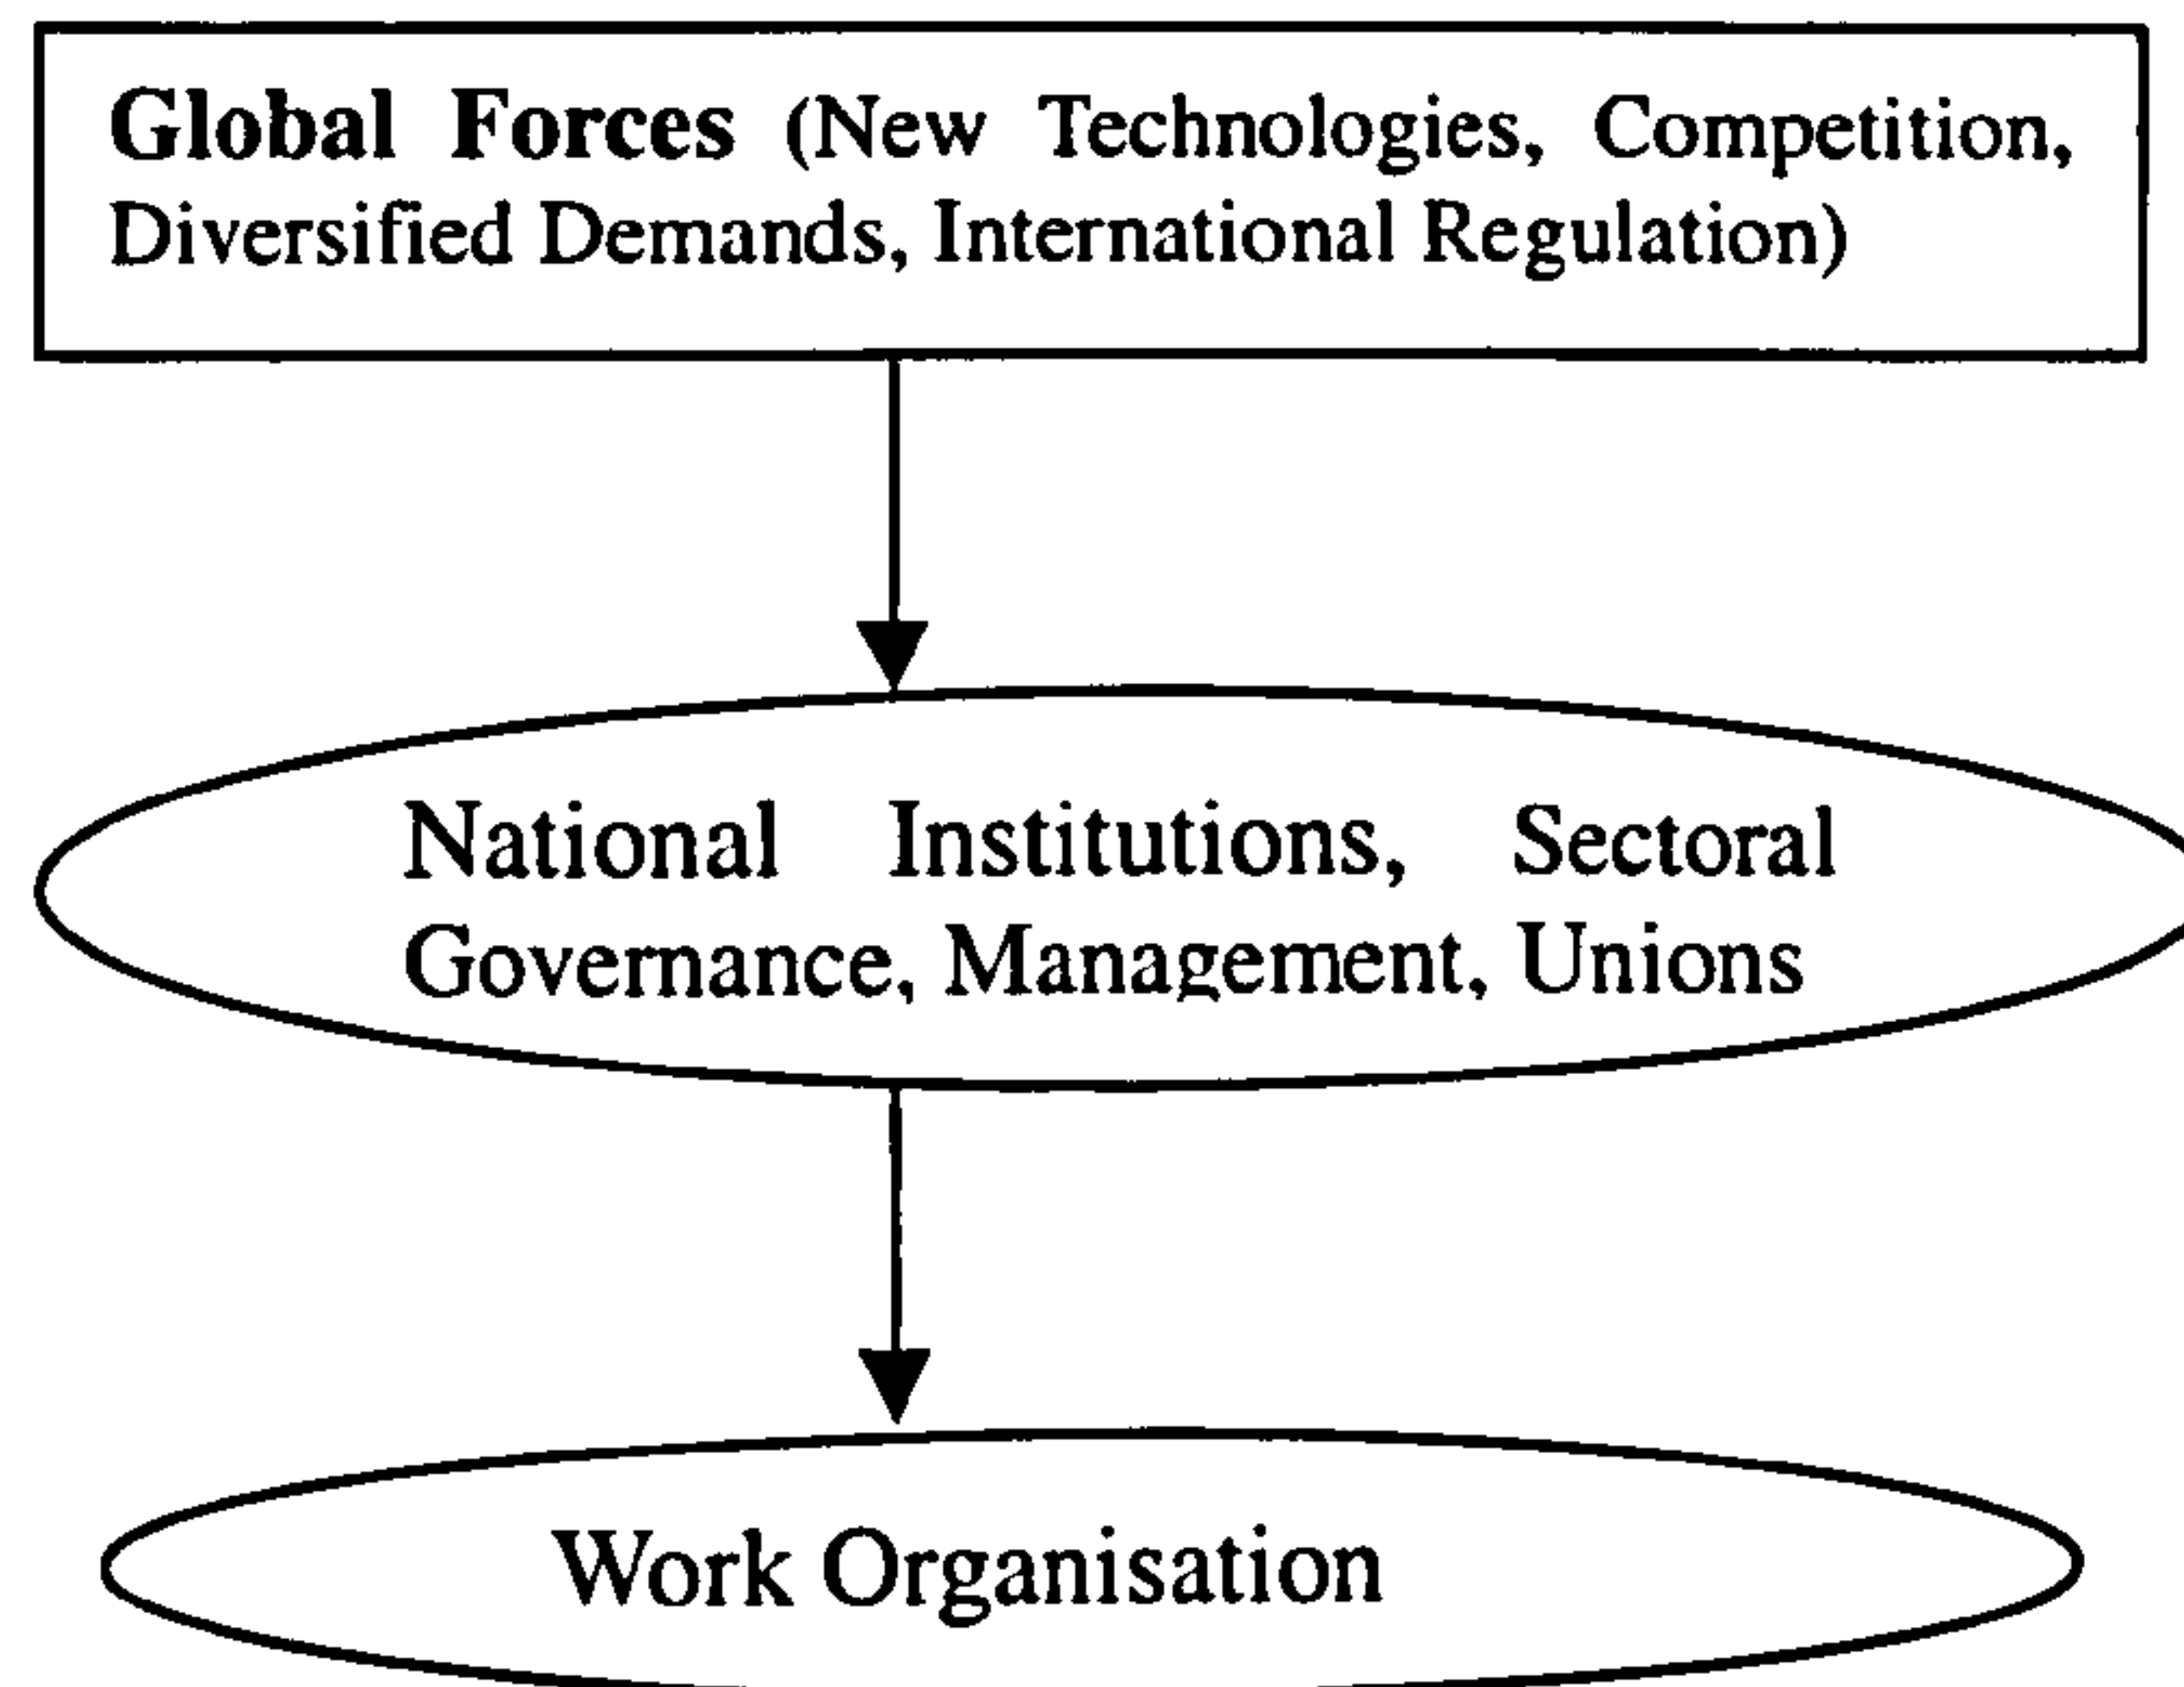 Global Forces (New Technologies, Competition,
Diversified Demands, International Regulation)
National Institutions, Sectoral
Governance, Management, Unions
Work Organisation